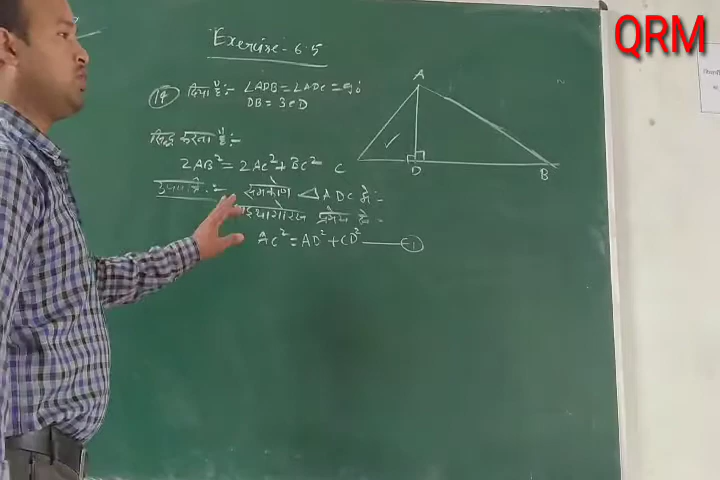 QRM
Exercise - 6.5
14 दिया है:- ∠ADB = ∠ADC = 90°
DB = 3CD
सिद्ध करना है:-
2AB² = 2AC² + BC²
उपपत्ति :- समकोण △ADC में :-
पाइथागोरस प्रमेय से :-
AC² = AD² + CD² —— 1
A
C
D
B